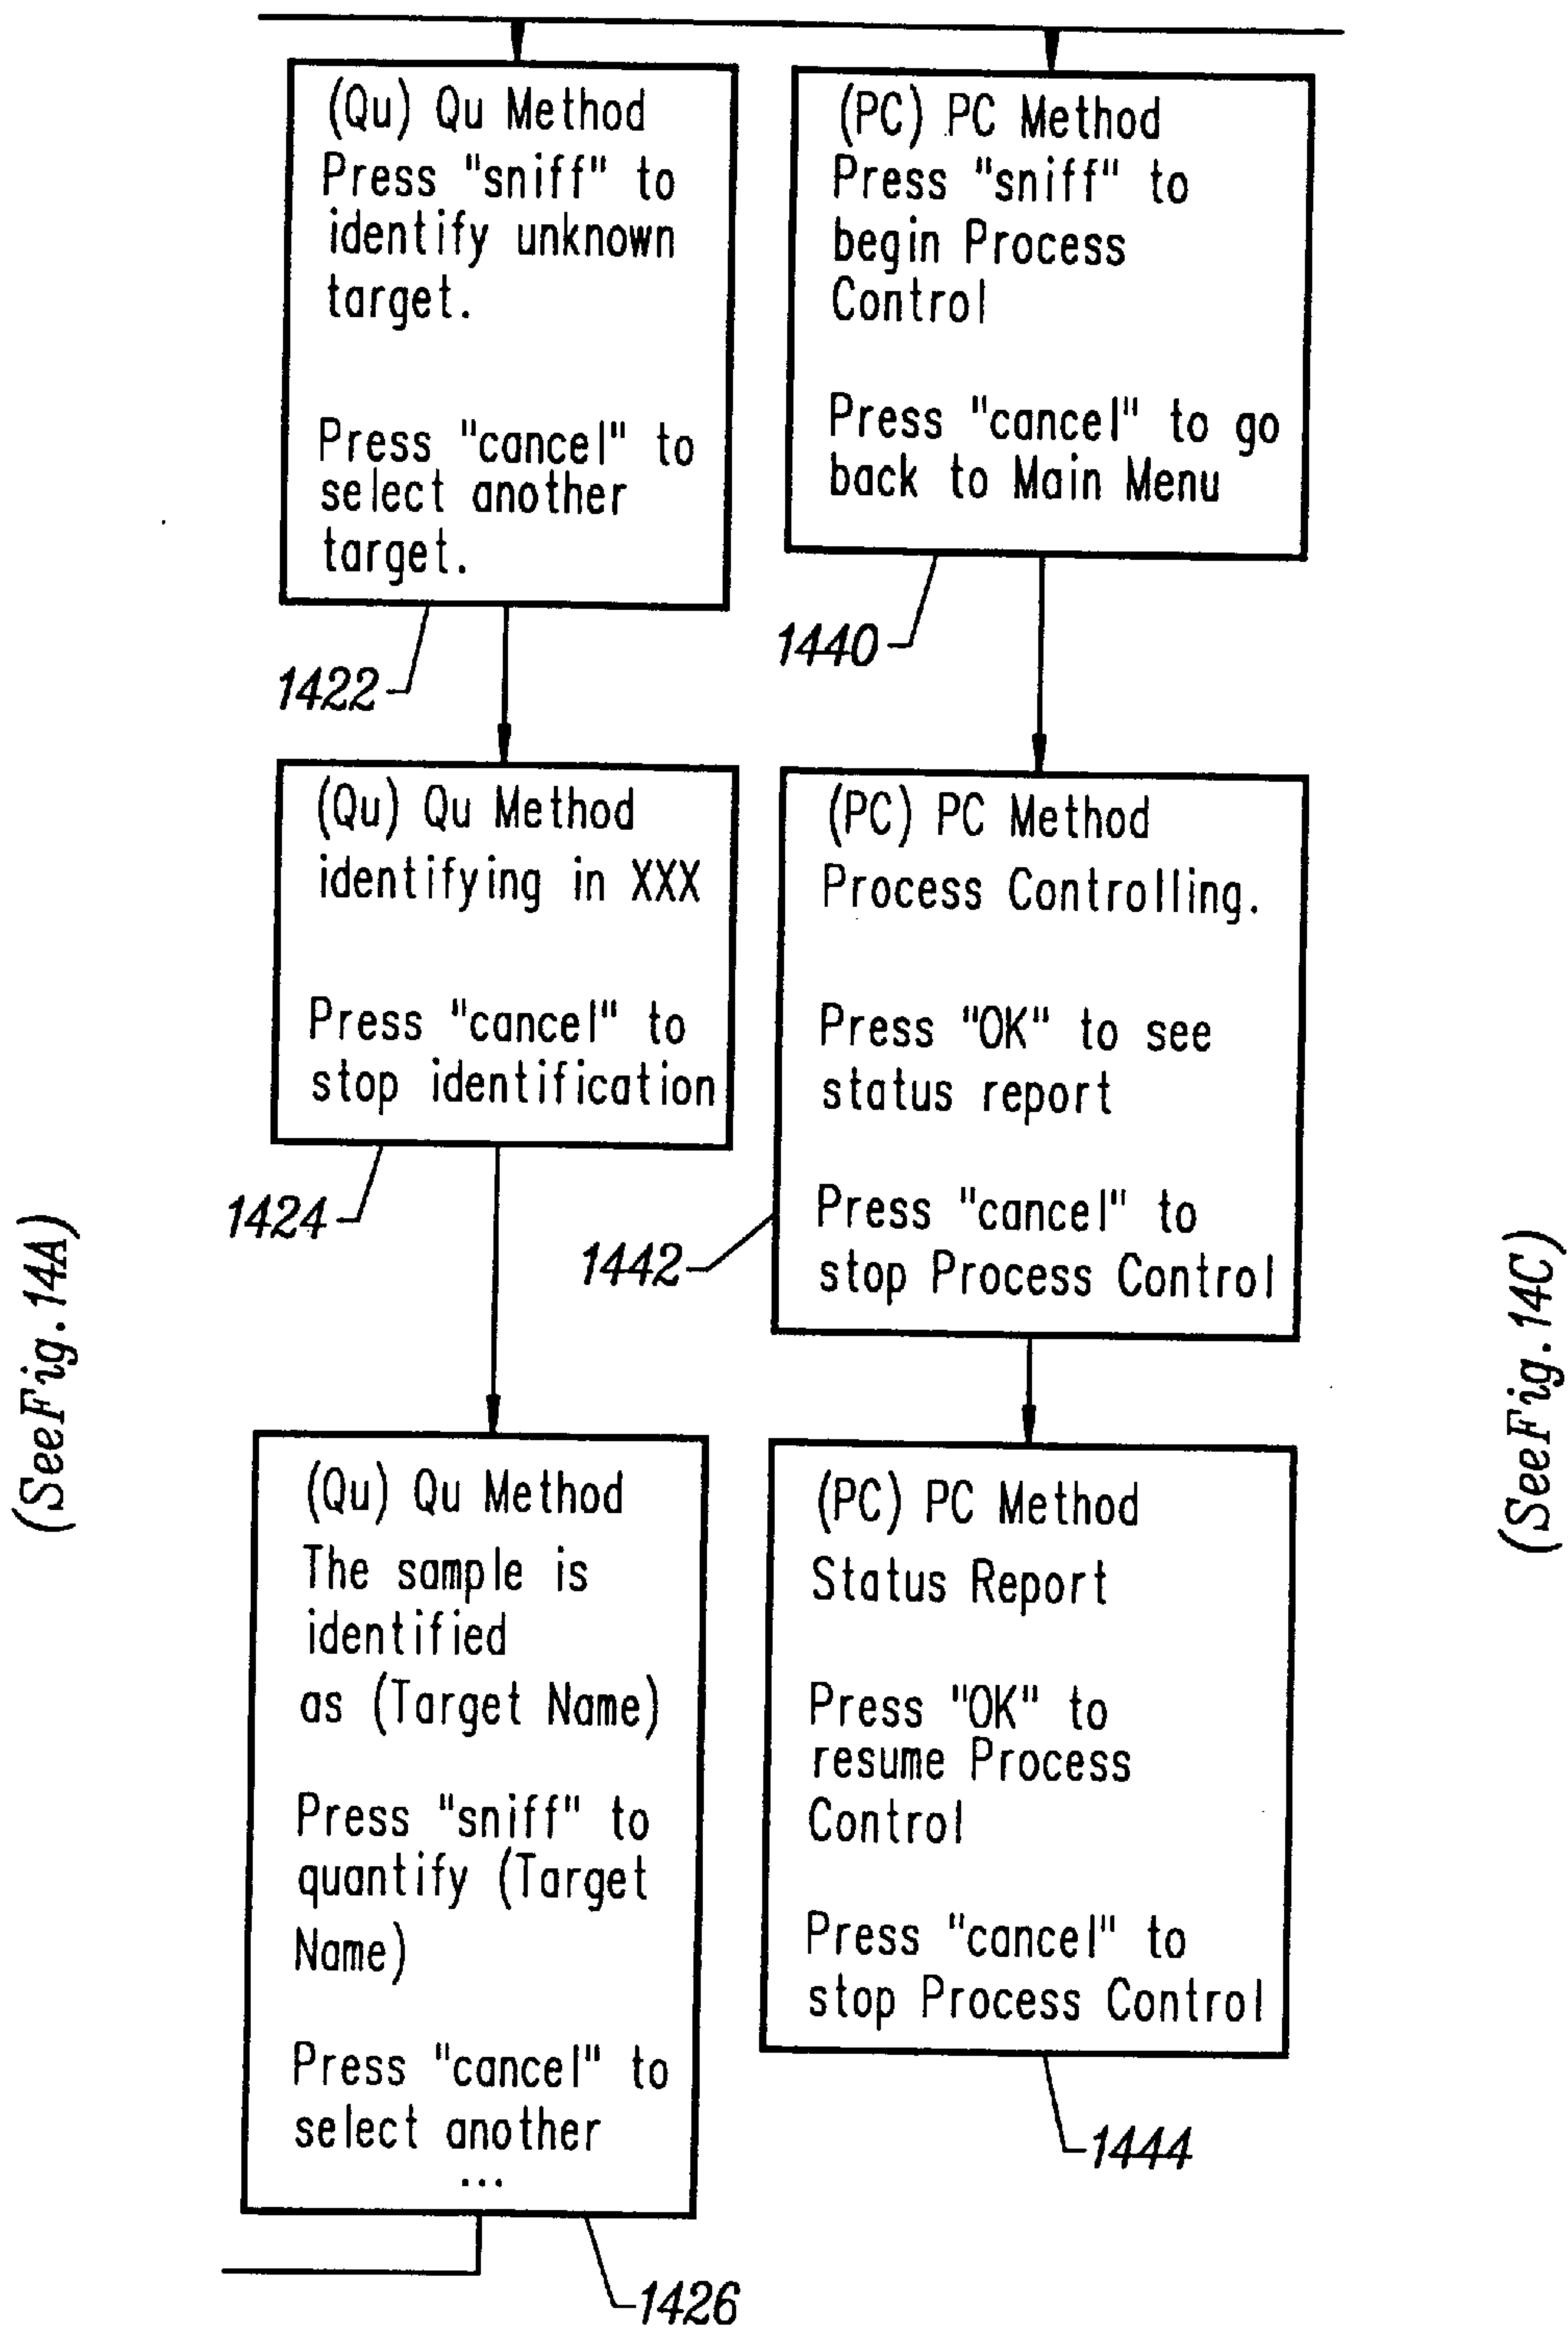 (Qu) Qu Method
Press "sniff" to
identify unknown
target.
Press "cancel" to
select another
target.
1422
(Qu) Qu Method
identifying in XXX
Press "cancel" to
stop identification
1424
(Qu) Qu Method
The sample is
identified
as (Target Name)
Press "sniff" to
quantify (Target
Name)
Press "cancel" to
select another
...
1426
(PC) PC Method
Press "sniff" to
begin Process
Control
Press "cancel" to go
back to Main Menu
1440
(PC) PC Method
Process Controlling.
Press "OK" to see
status report
Press "cancel" to
stop Process Control
1442
(PC) PC Method
Status Report
Press "OK" to
resume Process
Control
Press "cancel" to
stop Process Control
1444
(See Fig. 14A)
(See Fig. 14C)